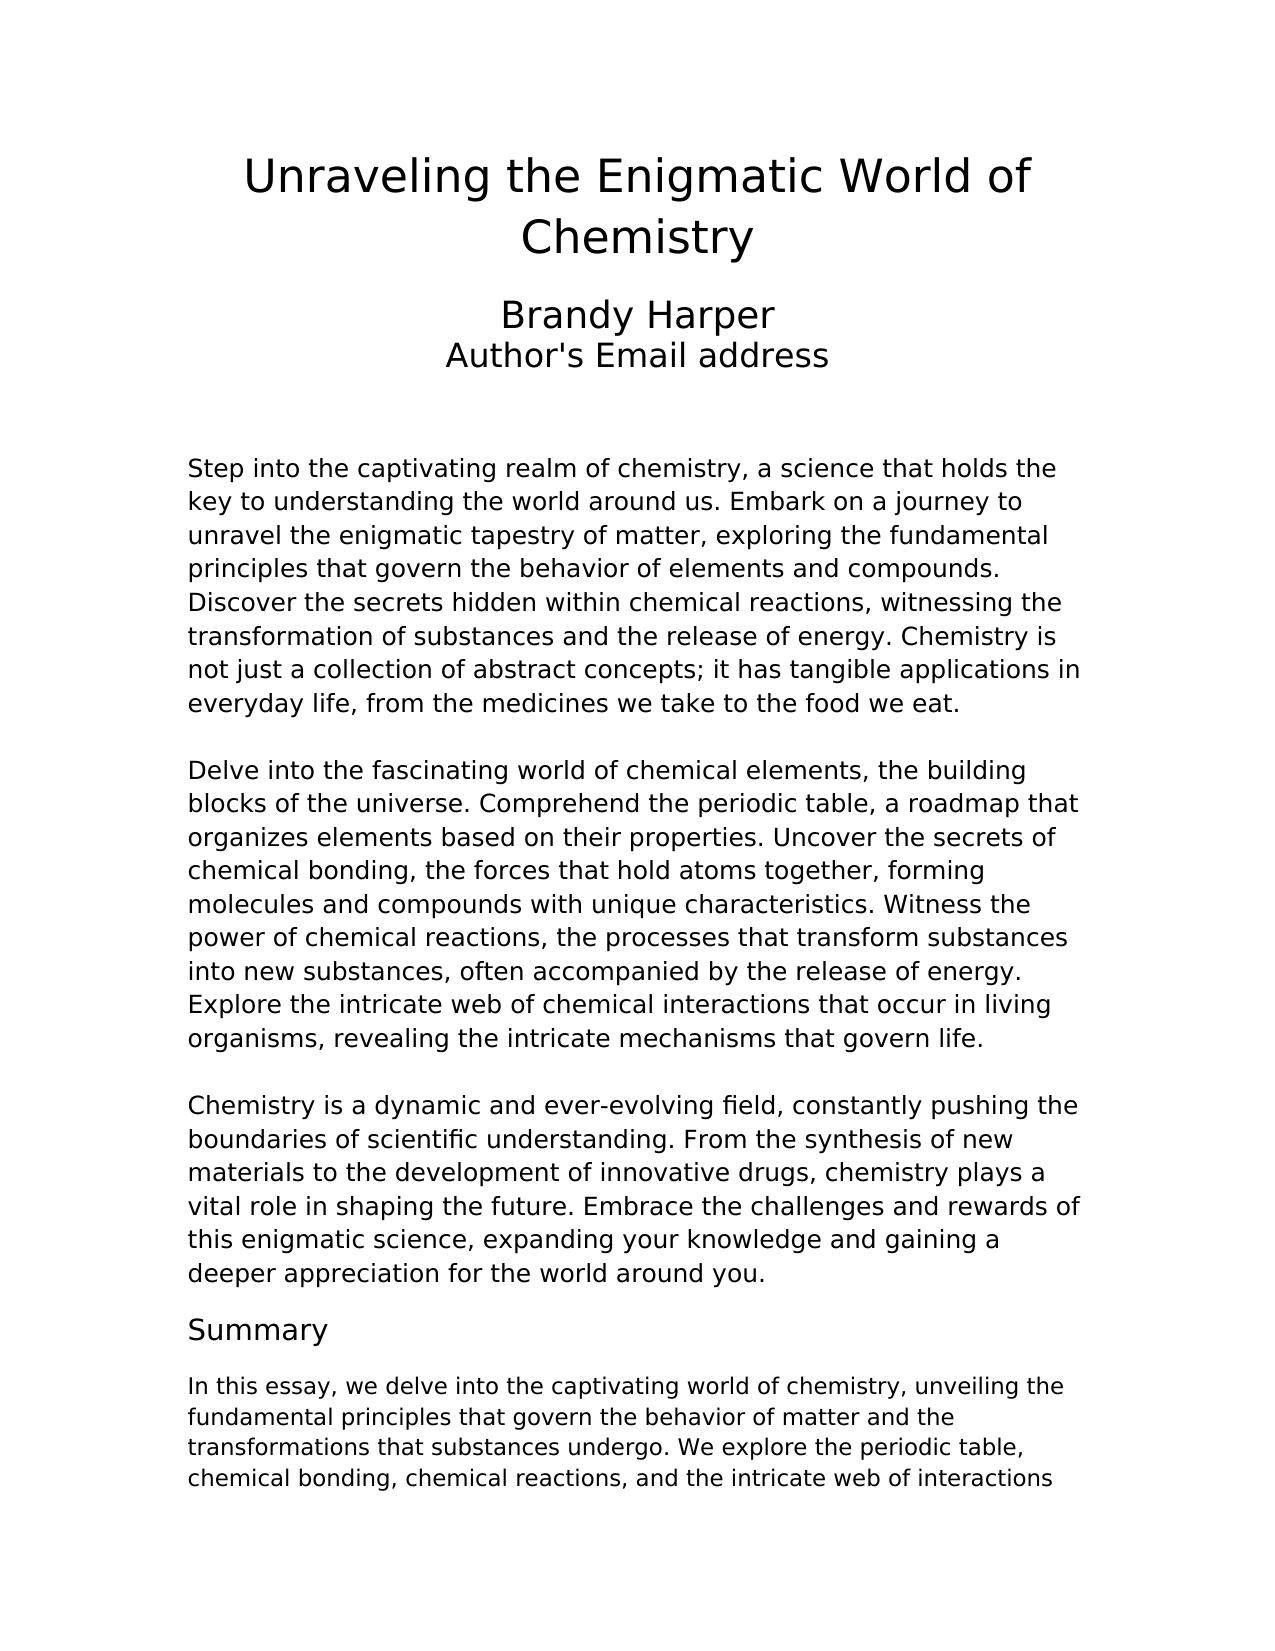 Unraveling the Enigmatic World of
Chemistry
Brandy Harper
Author's Email address
Step into the captivating realm of chemistry, a science that holds the
key to understanding the world around us. Embark on a journey to
unravel the enigmatic tapestry of matter, exploring the fundamental
principles that govern the behavior of elements and compounds.
Discover the secrets hidden within chemical reactions, witnessing the
transformation of substances and the release of energy. Chemistry is
not just a collection of abstract concepts; it has tangible applications in
everyday life, from the medicines we take to the food we eat.
Delve into the fascinating world of chemical elements, the building
blocks of the universe. Comprehend the periodic table, a roadmap that
organizes elements based on their properties. Uncover the secrets of
chemical bonding, the forces that hold atoms together, forming
molecules and compounds with unique characteristics. Witness the
power of chemical reactions, the processes that transform substances
into new substances, often accompanied by the release of energy.
Explore the intricate web of chemical interactions that occur in living
organisms, revealing the intricate mechanisms that govern life.
Chemistry is a dynamic and ever-evolving field, constantly pushing the
boundaries of scientific understanding. From the synthesis of new
materials to the development of innovative drugs, chemistry plays a
vital role in shaping the future. Embrace the challenges and rewards of
this enigmatic science, expanding your knowledge and gaining a
deeper appreciation for the world around you.
Summary
In this essay, we delve into the captivating world of chemistry, unveiling the
fundamental principles that govern the behavior of matter and the
transformations that substances undergo. We explore the periodic table,
chemical bonding, chemical reactions, and the intricate web of interactions